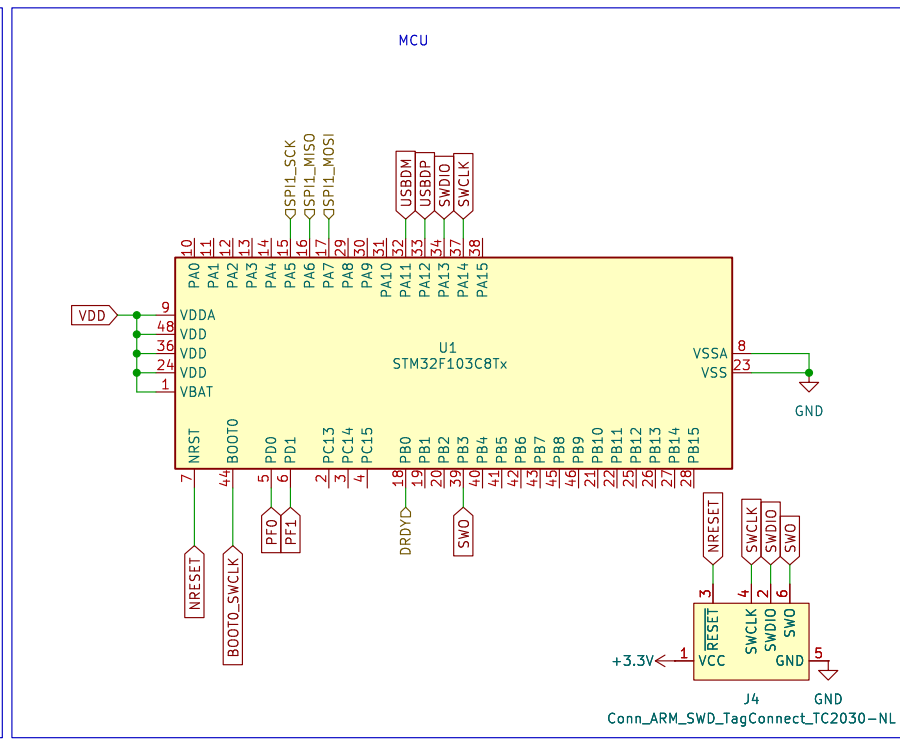 MCU
SPI1_SCK
SPI1_MISO
SPI1_MOSI
USBDM
USBDP
SWDIO
SWCLK
10
11
12
13
14
15
16
17
29
30
31
32
33
34
37
38
PA0
PA1
PA2
PA3
PA4
PA5
PA6
PA7
PA8
PA9
PA10
PA11
PA12
PA13
PA14
PA15
VDD
9 VDDA
48 VDD
36 VDD
24 VDD
1 VBAT
U1
STM32F103C8Tx
VSSA 8
VSS 23
GND
NRST
BOOT0
PD0
PD1
PC13
PC14
PC15
PB0
PB1
PB2
PB3
PB4
PB5
PB6
PB7
PB8
PB9
PB10
PB11
PB12
PB13
PB14
PB15
7
44
5
6
2
3
4
18
19
20
39
40
41
42
43
45
46
21
22
25
26
27
28
NRESET
BOOT0_SWCLK
PF0
PF1
DRDY
SWO
NRESET
SWCLK
SWDIO
SWO
3
4
2
6
RESET
SWCLK
SWDIO
SWO
+3.3V
1 VCC
GND 5
J4
GND
Conn_ARM_SWD_TagConnect_TC2030-NL